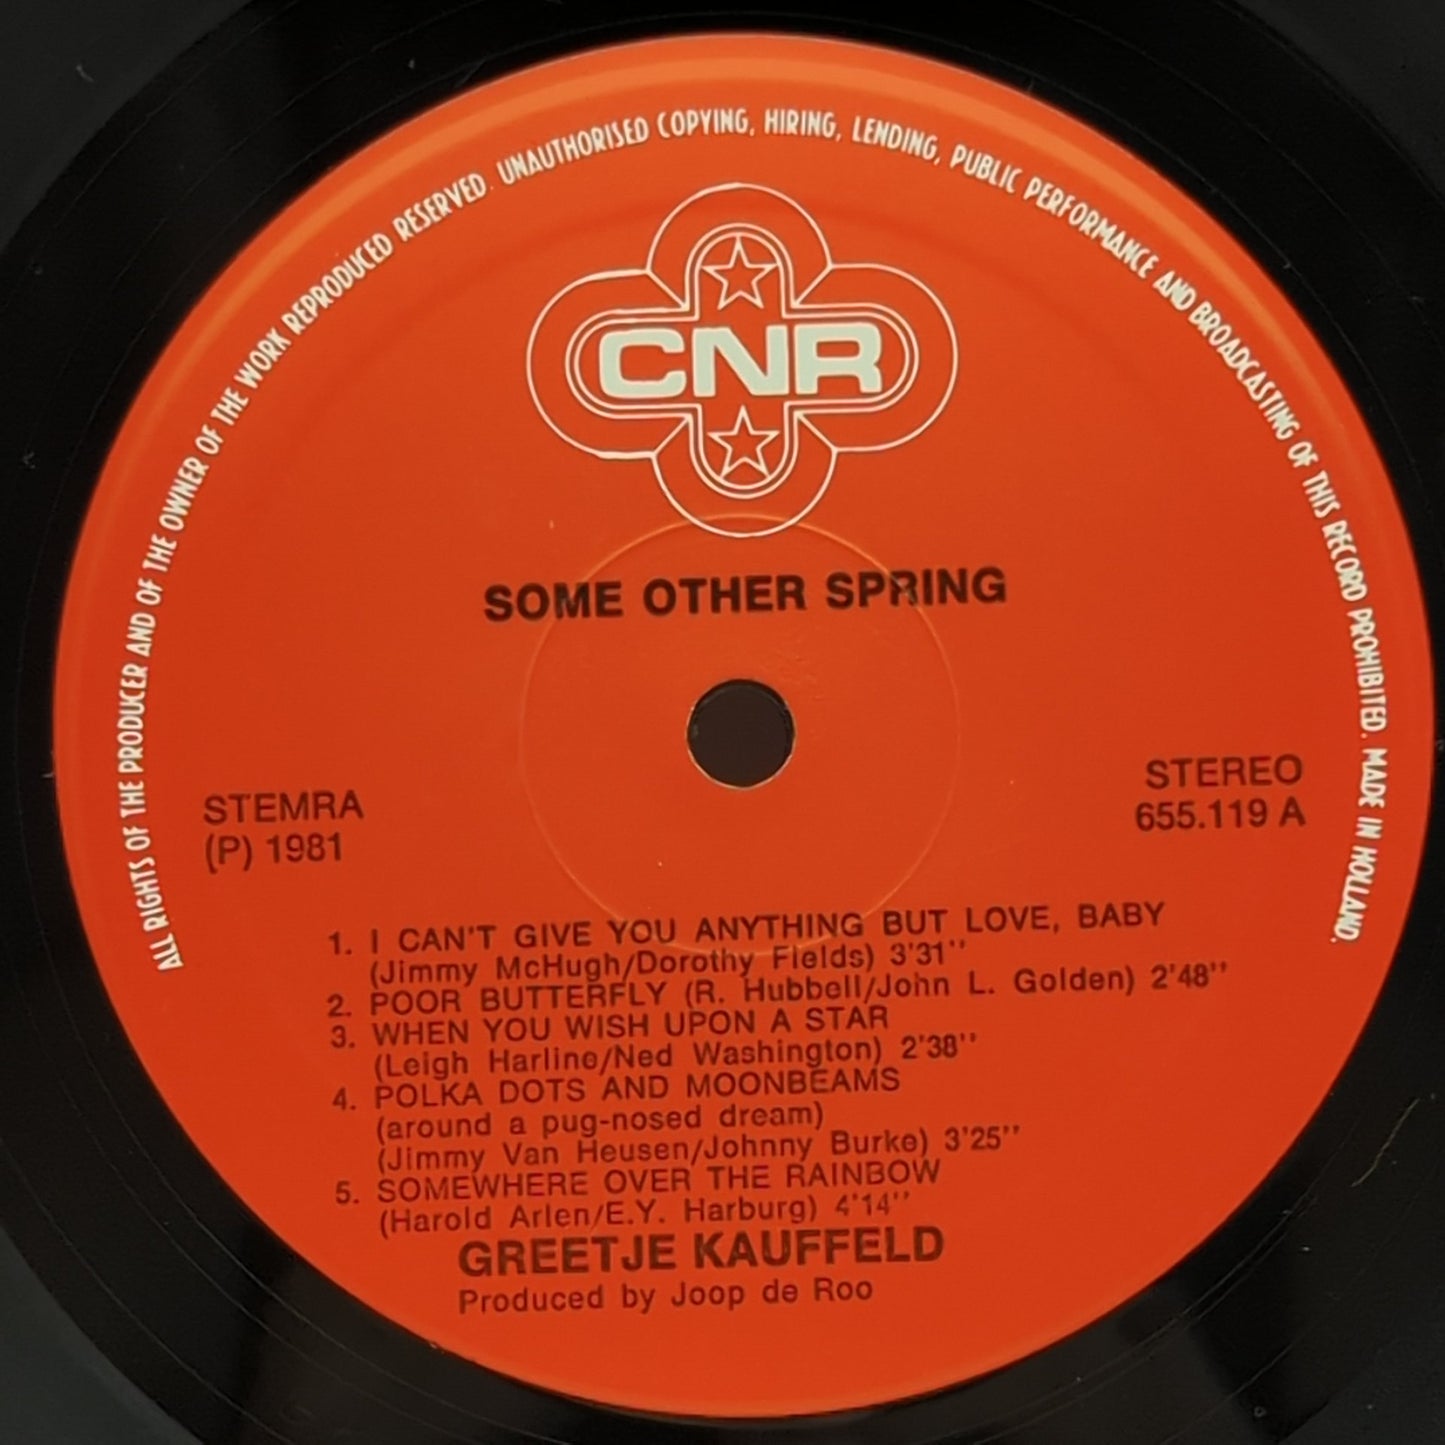 ALL RIGHTS OF THE PRODUCER AND OF THE OWNER OF THE WORK REPRODUCED RESERVED. UNAUTHORISED COPYING, HIRING, LENDING, PUBLIC PERFORMANCE AND BROADCASTING OF THIS RECORD PROHIBITED. MADE IN HOLLAND.
CNR
SOME OTHER SPRING
STEMRA
(P) 1981
STEREO
655.119 A
1. I CAN'T GIVE YOU ANYTHING BUT LOVE, BABY
(Jimmy McHugh/Dorothy Fields) 3'31''
2. POOR BUTTERFLY (R. Hubbell/John L. Golden) 2'48''
3. WHEN YOU WISH UPON A STAR
(Leigh Harline/Ned Washington) 2'38''
4. POLKA DOTS AND MOONBEAMS
(around a pug-nosed dream)
(Jimmy Van Heusen/Johnny Burke) 3'25''
5. SOMEWHERE OVER THE RAINBOW
(Harold Arlen/E.Y. Harburg) 4'14''
GREETJE KAUFFELD
Produced by Joop de Roo